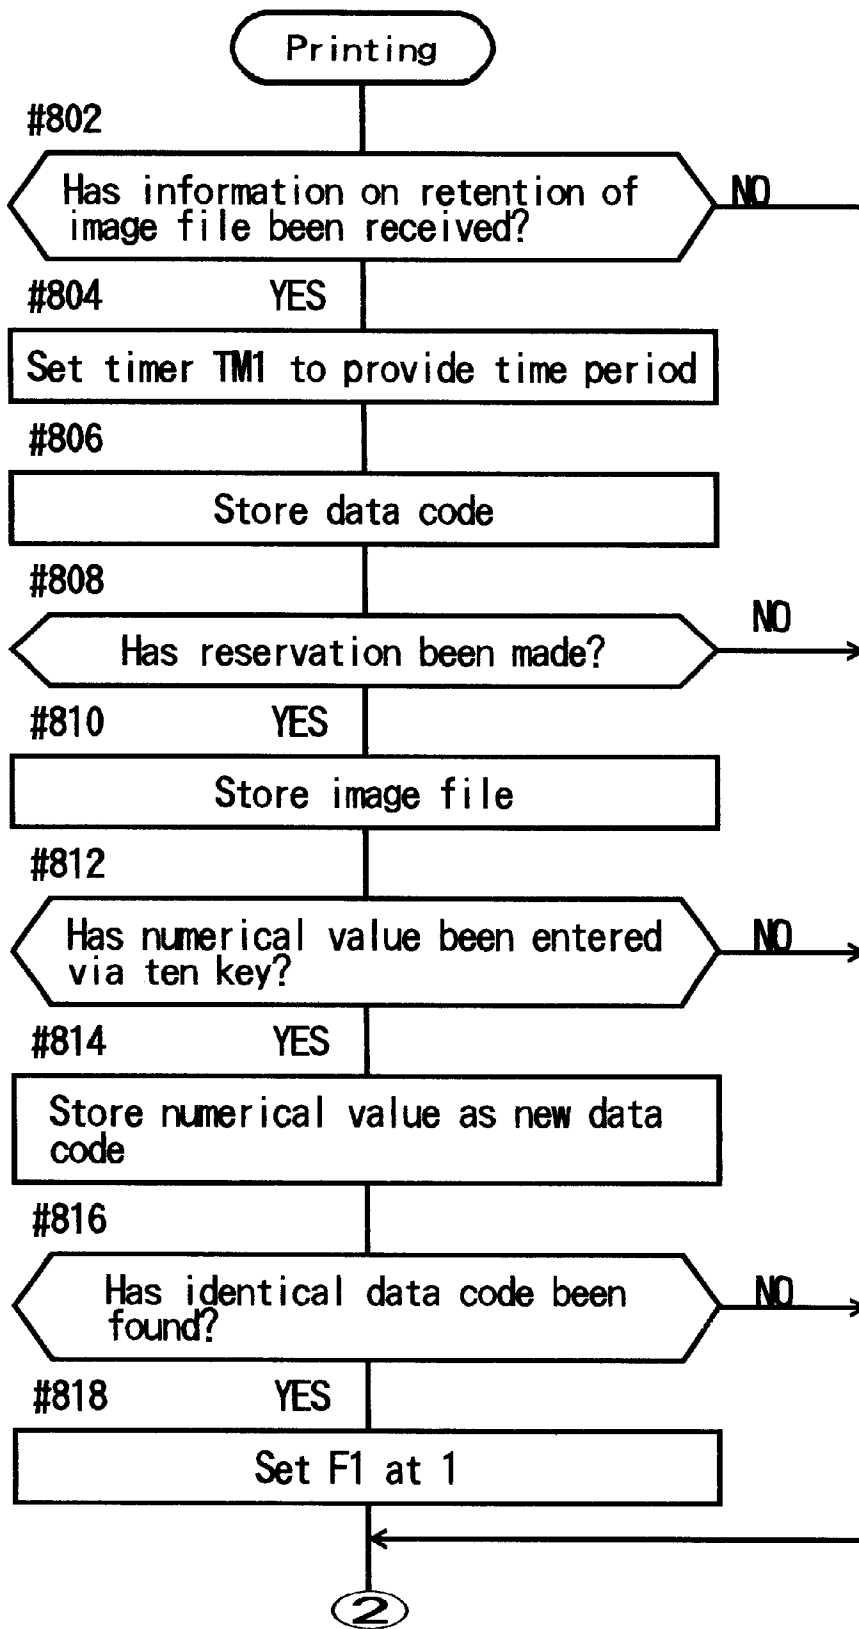 Printing
#802
Has information on retention of
image file been received?
NO
#804
YES
Set timer TM1 to provide time period
#806
Store data code
#808
Has reservation been made?
NO
#810
YES
Store image file
#812
Has numerical value been entered
via ten key?
NO
#814
YES
Store numerical value as new data
code
#816
Has identical data code been
found?
NO
#818
YES
Set F1 at 1
2